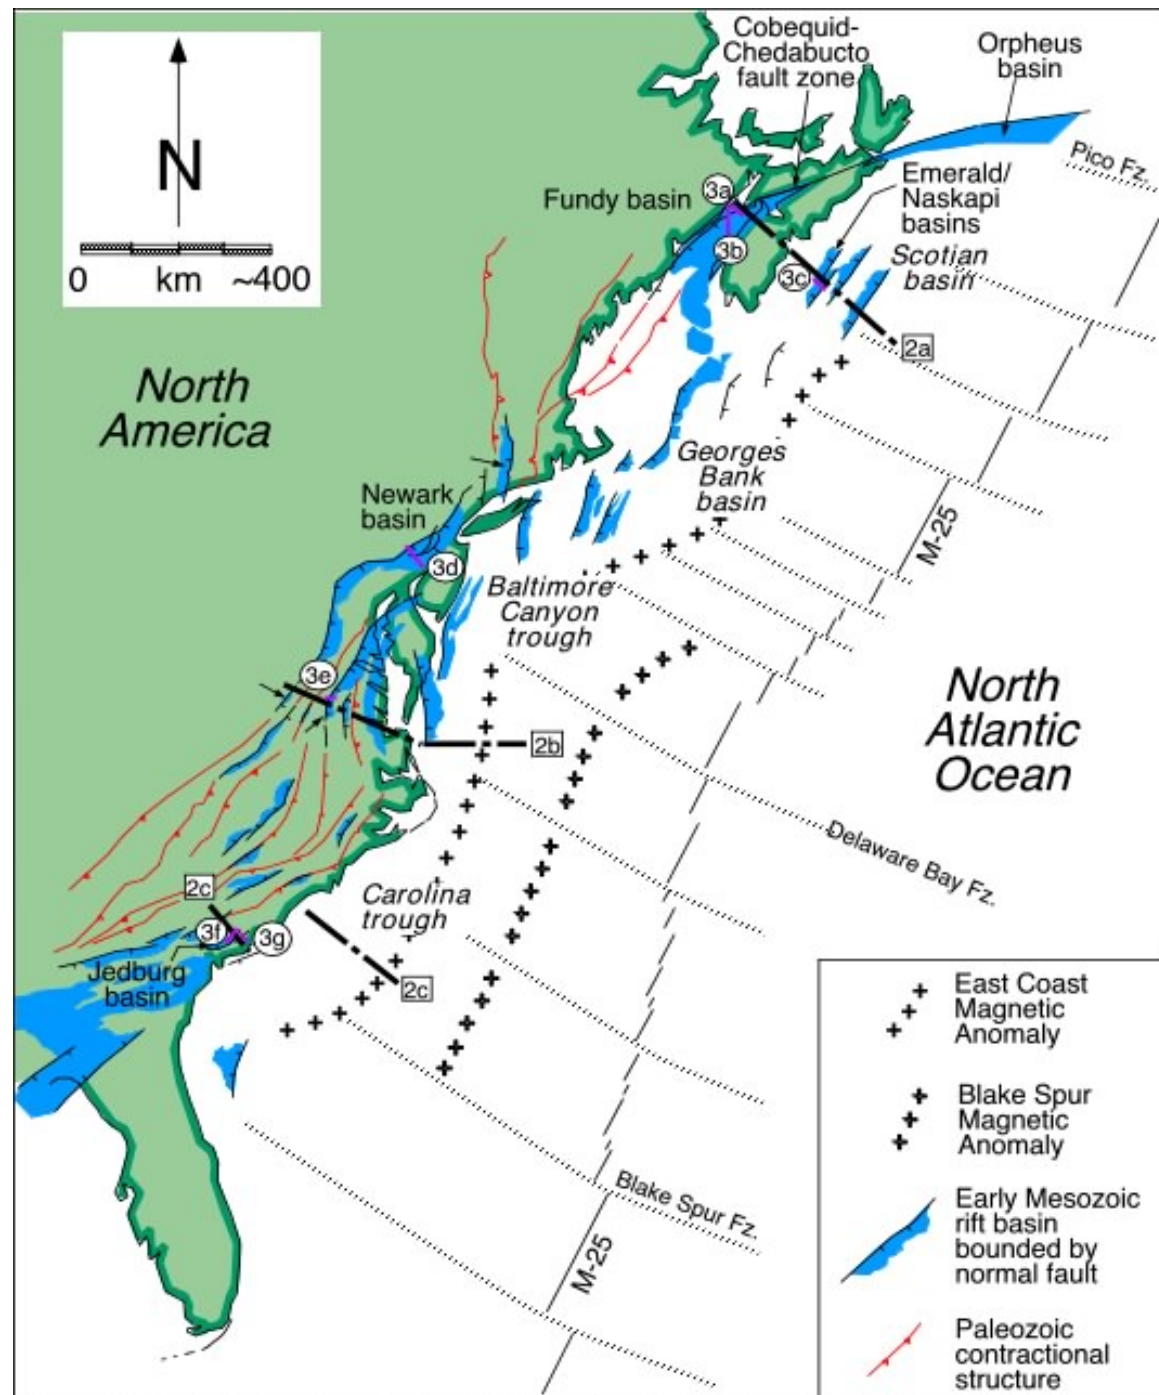 N
0 km ~400
Cobequid-
Chedabucto
fault zone
Orpheus
basin
Pico Fz.
Fundy basin
3a
3b
3c
Emerald/
Naskapi
basins
Scotian
basin
2a
North
America
Georges
Bank
basin
M-25
Newark
basin
3d
Baltimore
Canyon
trough
3e
2b
North
Atlantic
Ocean
Delaware Bay Fz.
2c
Carolina
trough
3f
3g
Jedburg
basin
2c
Blake Spur Fz.
M-25
East Coast
Magnetic
Anomaly
Blake Spur
Magnetic
Anomaly
Early Mesozoic
rift basin
bounded by
normal fault
Paleozoic
contractional
structure